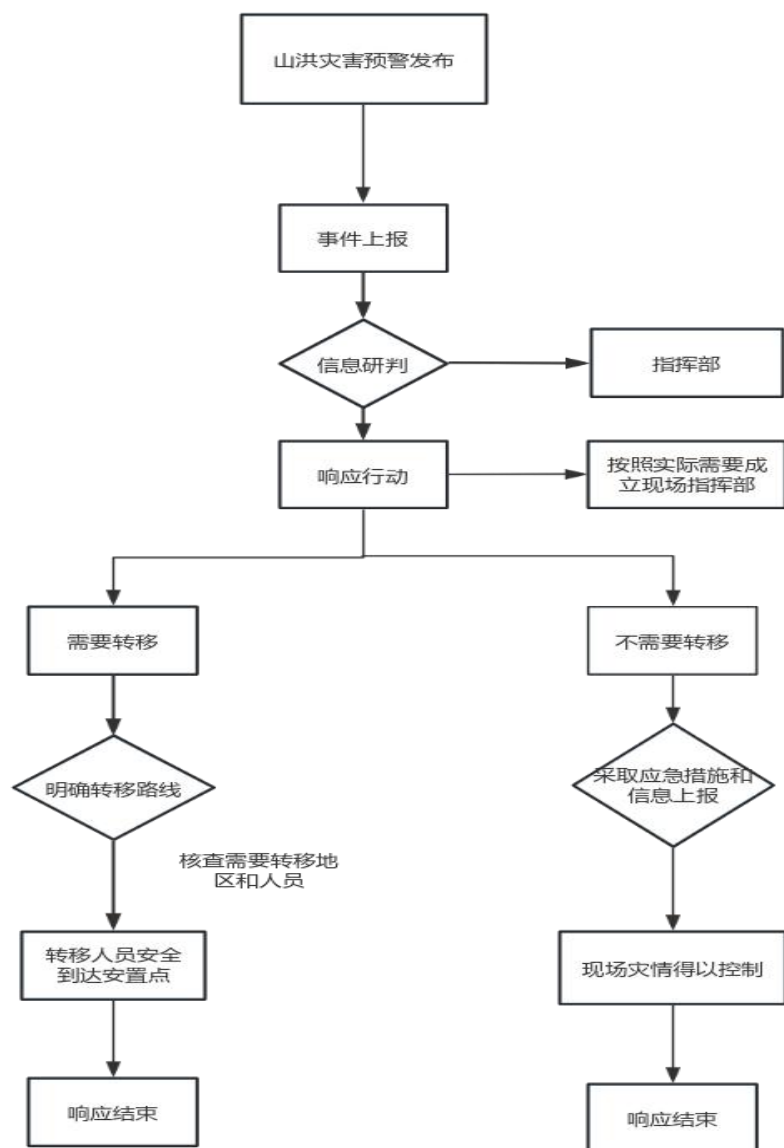 山洪灾害预警发布
事件上报
信息研判
指挥部
响应行动
按照实际需要成
立现场指挥部
需要转移
不需要转移
明确转移路线
采取应急措施和
信息上报
核查需要转移地
区和人员
转移人员安全
到达安置点
现场灾情得以控制
响应结束
响应结束